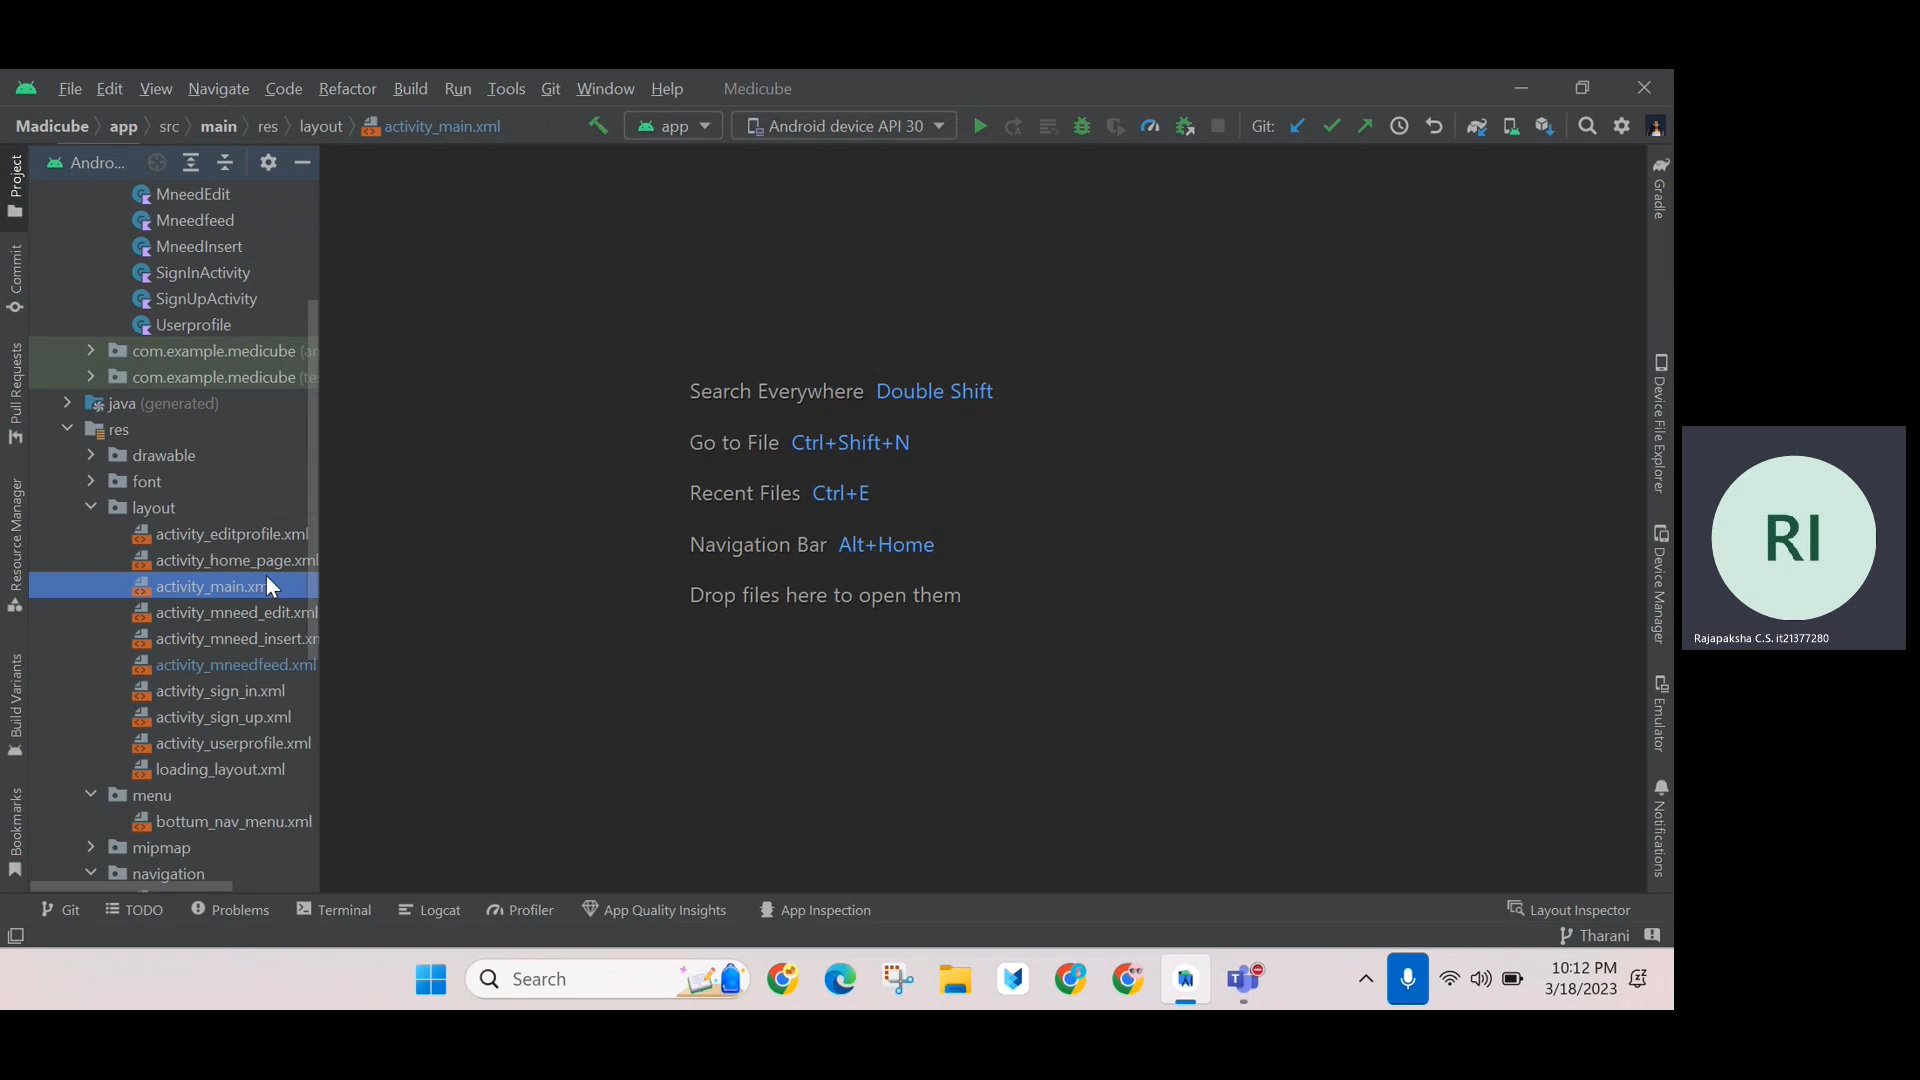 File Edit View Navigate Code Refactor Build Run Tools Git Window Help Medicube
Madicube app src main res layout activity_main.xml app Android device API 30 Git:
Andro...
MneedEdit
Mneedfeed
MneedInsert
SignInActivity
SignUpActivity
Userprofile
com.example.medicube (an
com.example.medicube (te
java (generated)
res
drawable
font
layout
activity_editprofile.xml
activity_home_page.xml
activity_main.xm
activity_mneed_edit.xml
activity_mneed_insert.xm
activity_mneedfeed.xml
activity_sign_in.xml
activity_sign_up.xml
activity_userprofile.xml
loading_layout.xml
menu
bottum_nav_menu.xml
mipmap
navigation
Project
Commit
Pull Requests
Resource Manager
Build Variants
Bookmarks
Search Everywhere Double Shift
Go to File Ctrl+Shift+N
Recent Files Ctrl+E
Navigation Bar Alt+Home
Drop files here to open them
Gradle
Device File Explorer
Device Manager
Emulator
Notifications
RI
Rajapaksha C.S. it21377280
Git TODO Problems Terminal Logcat Profiler App Quality Insights App Inspection Layout Inspector
Tharani
Search
10:12 PM
3/18/2023